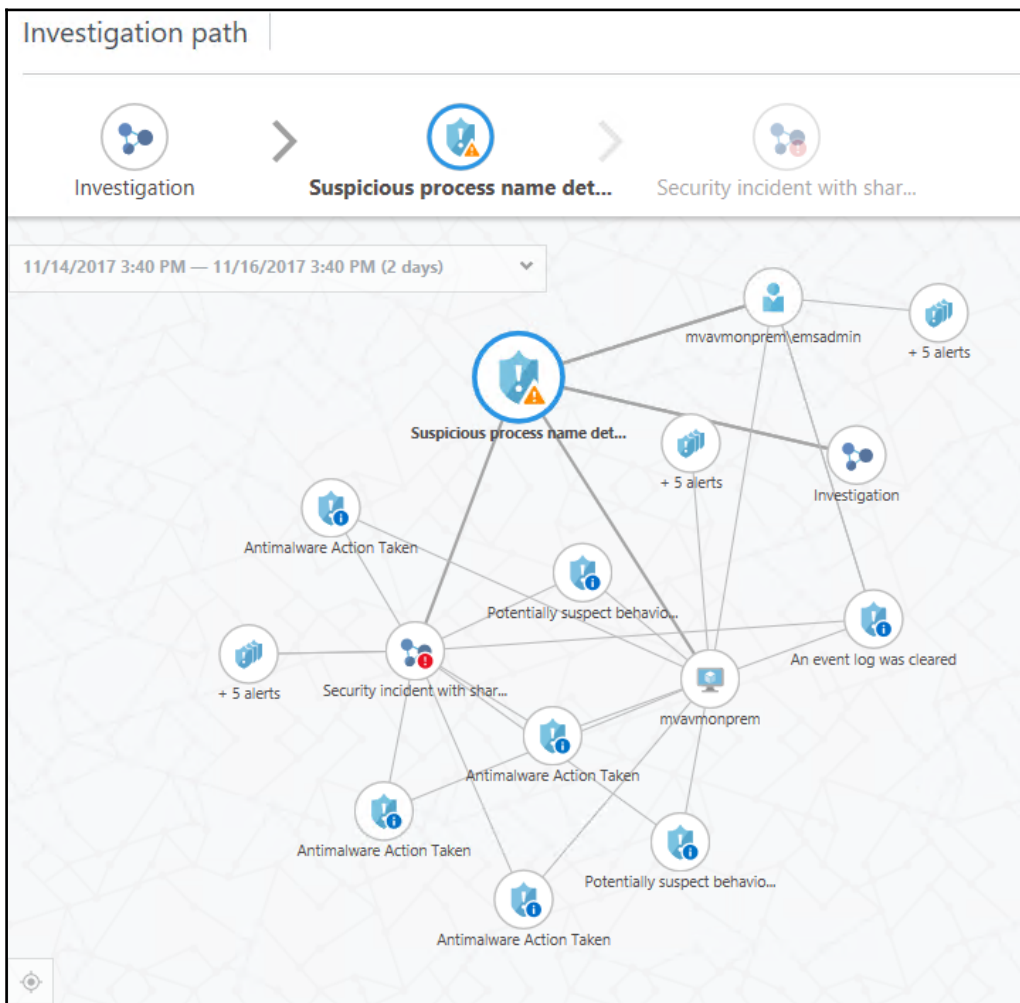 Investigation path
Investigation
Suspicious process name det...
Security incident with shar...
11/14/2017 3:40 PM — 11/16/2017 3:40 PM (2 days)
mvavmonprem\emsadmin
+ 5 alerts
Suspicious process name det...
+ 5 alerts
Investigation
Antimalware Action Taken
Potentially suspect behavio...
An event log was cleared
+ 5 alerts
Security incident with shar...
mvavmonprem
Antimalware Action Taken
Antimalware Action Taken
Potentially suspect behavio...
Antimalware Action Taken